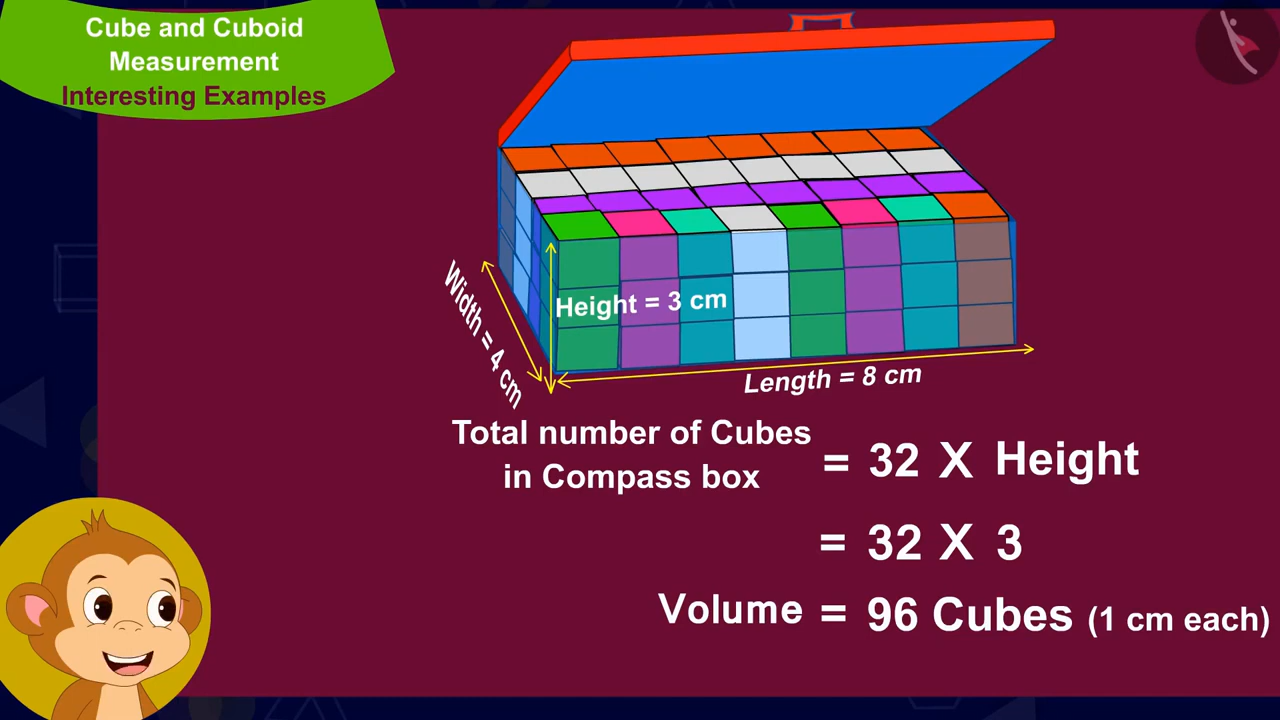 Cube and Cuboid
Measurement
Interesting Examples
Height = 3 cm
Width = 4 cm
Length = 8 cm
Total number of Cubes
in Compass box
= 32 X Height
= 32 X 3
Volume = 96 Cubes (1 cm each)